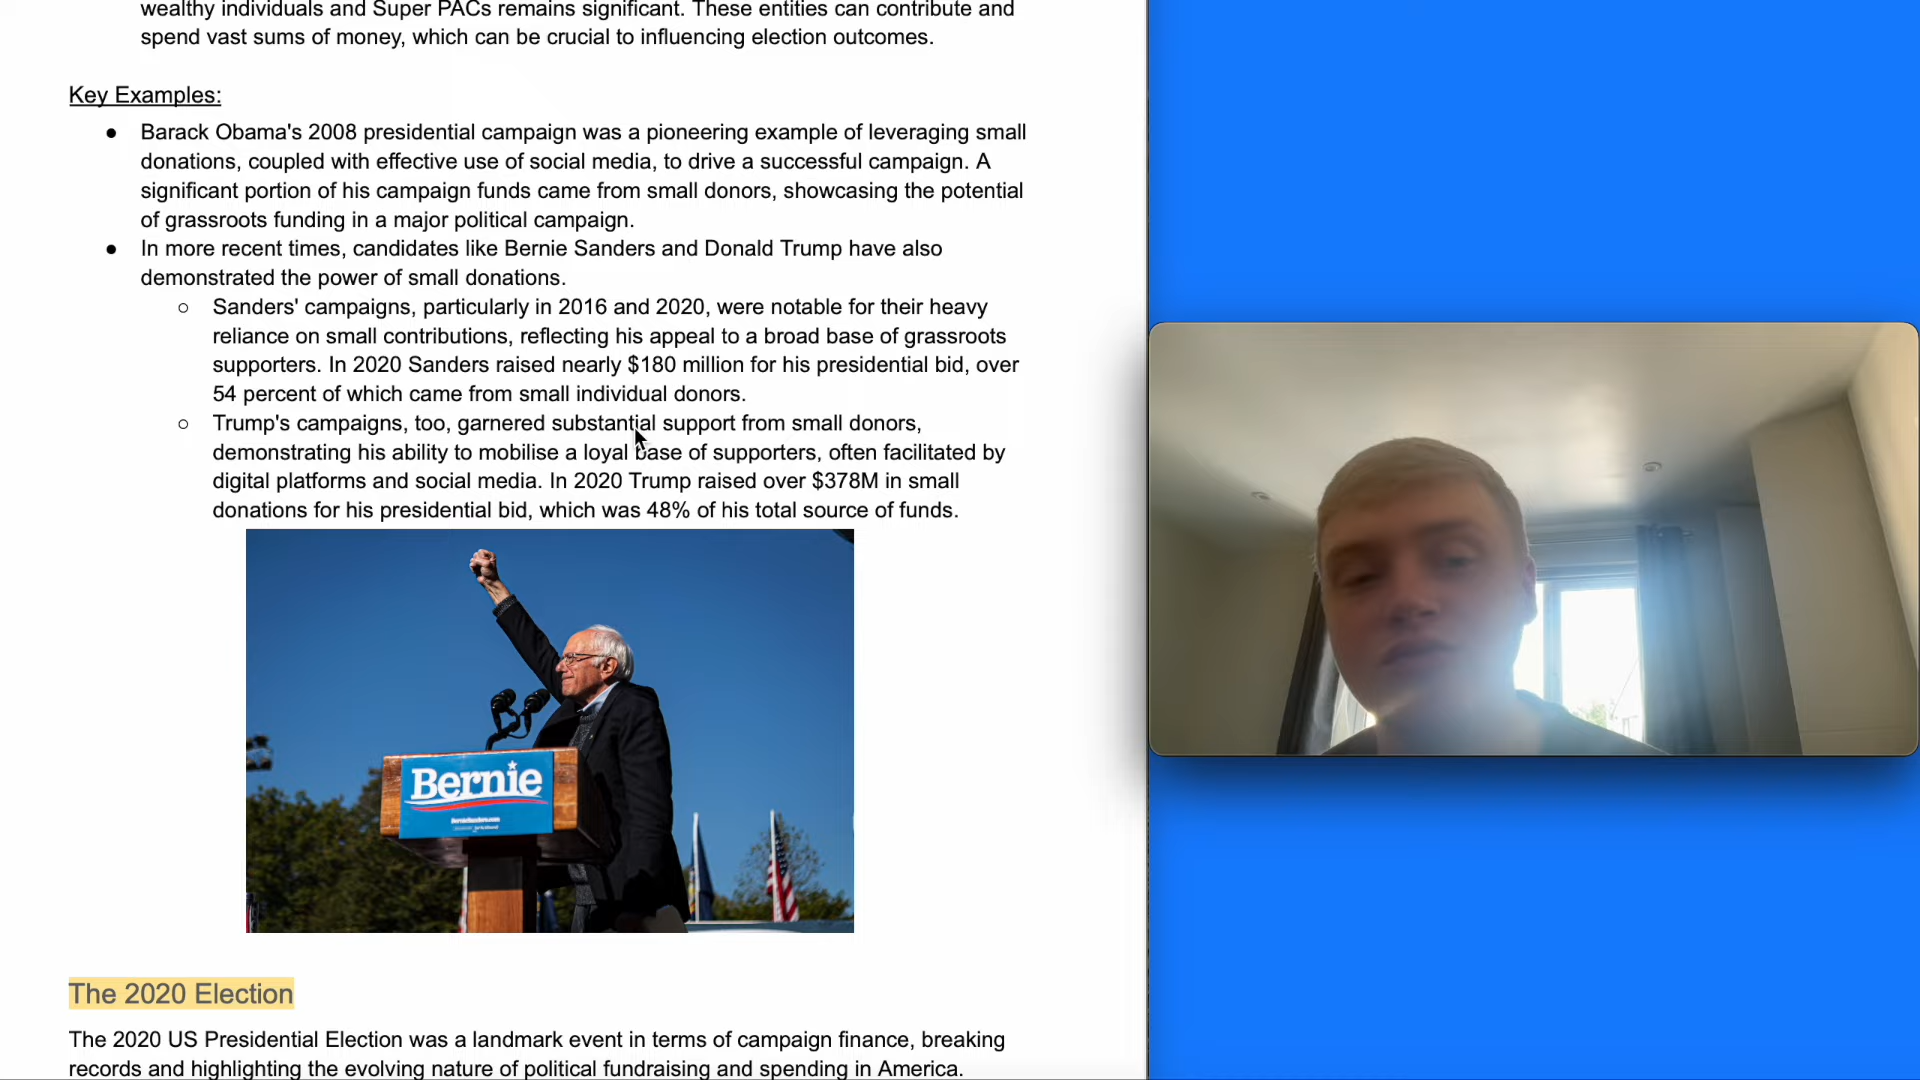 wealthy individuals and Super PACs remains significant. These entities can contribute and
spend vast sums of money, which can be crucial to influencing election outcomes.
Key Examples:
● Barack Obama's 2008 presidential campaign was a pioneering example of leveraging small
donations, coupled with effective use of social media, to drive a successful campaign. A
significant portion of his campaign funds came from small donors, showcasing the potential
of grassroots funding in a major political campaign.
● In more recent times, candidates like Bernie Sanders and Donald Trump have also
demonstrated the power of small donations.
○ Sanders' campaigns, particularly in 2016 and 2020, were notable for their heavy
reliance on small contributions, reflecting his appeal to a broad base of grassroots
supporters. In 2020 Sanders raised nearly $180 million for his presidential bid, over
54 percent of which came from small individual donors.
○ Trump's campaigns, too, garnered substantial support from small donors,
demonstrating his ability to mobilise a loyal base of supporters, often facilitated by
digital platforms and social media. In 2020 Trump raised over $378M in small
donations for his presidential bid, which was 48% of his total source of funds.
Bernie
BernieSanders.com
The 2020 Election
The 2020 US Presidential Election was a landmark event in terms of campaign finance, breaking
records and highlighting the evolving nature of political fundraising and spending in America.